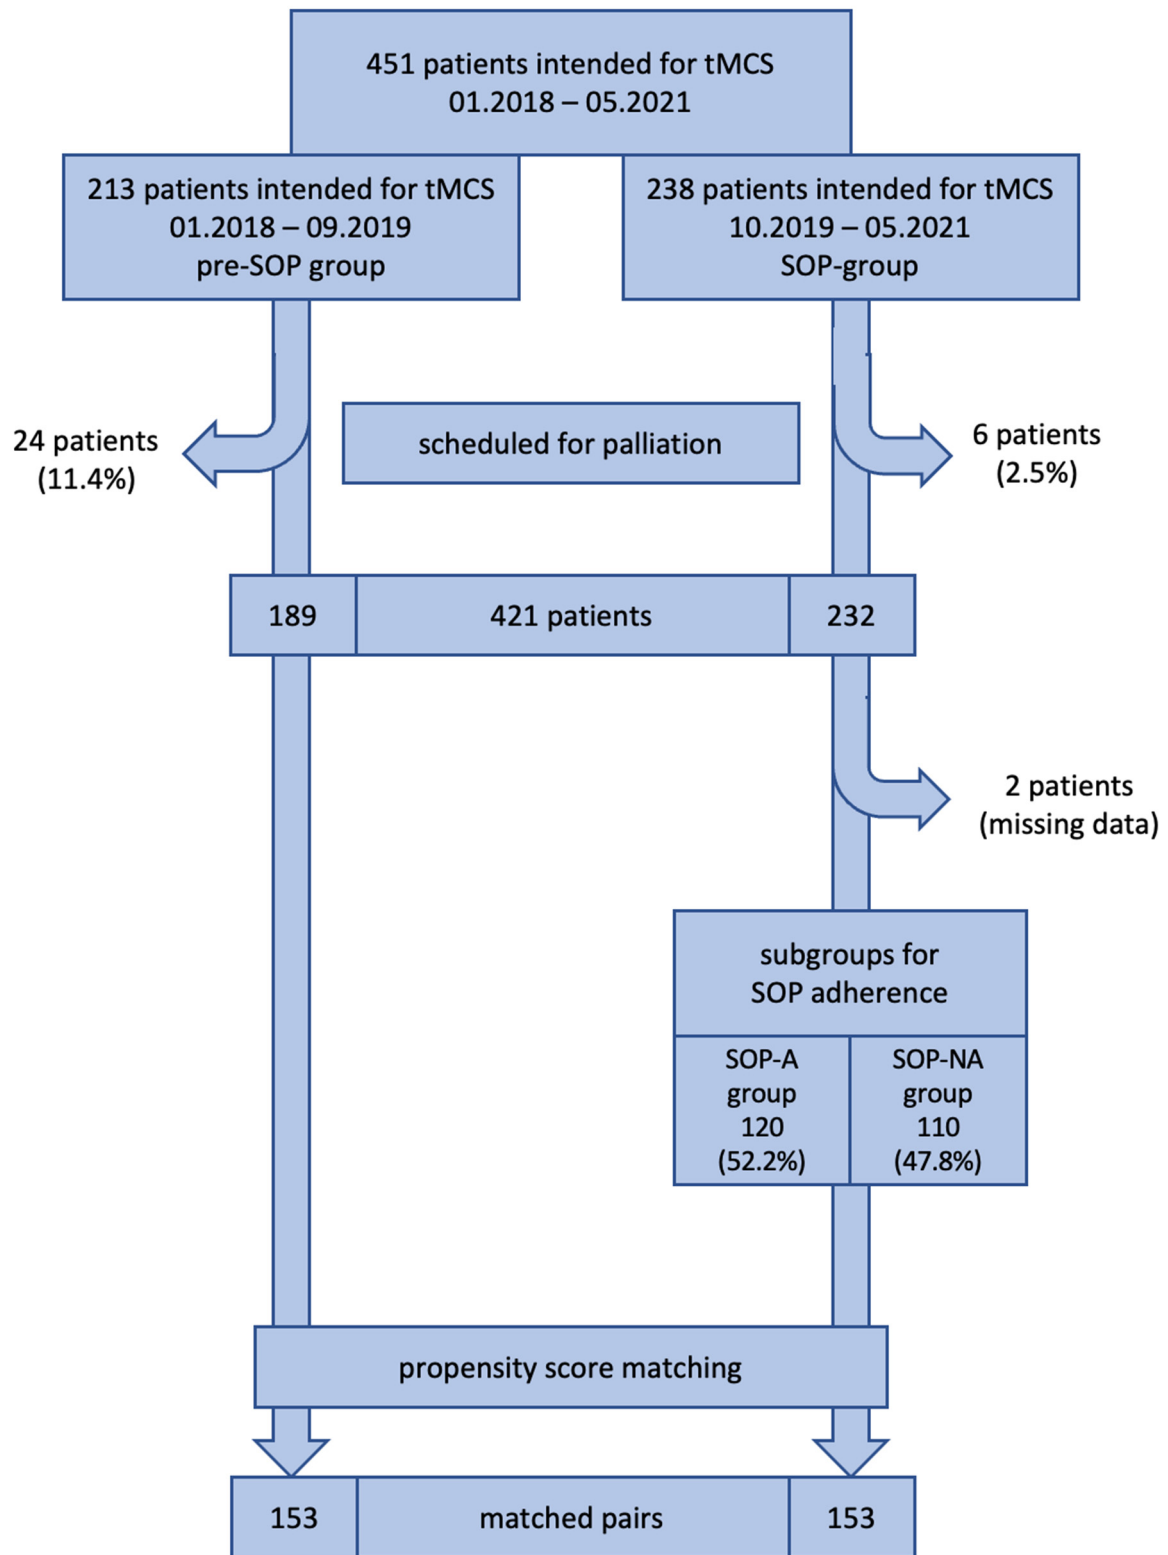 451 patients intended for tMCS
01.2018 – 05.2021
213 patients intended for tMCS
01.2018 – 09.2019
pre-SOP group
238 patients intended for tMCS
10.2019 – 05.2021
SOP-group
24 patients
(11.4%)
scheduled for palliation
6 patients
(2.5%)
189
421 patients
232
2 patients
(missing data)
subgroups for
SOP adherence
SOP-A
group
120
(52.2%)
SOP-NA
group
110
(47.8%)
propensity score matching
153
matched pairs
153